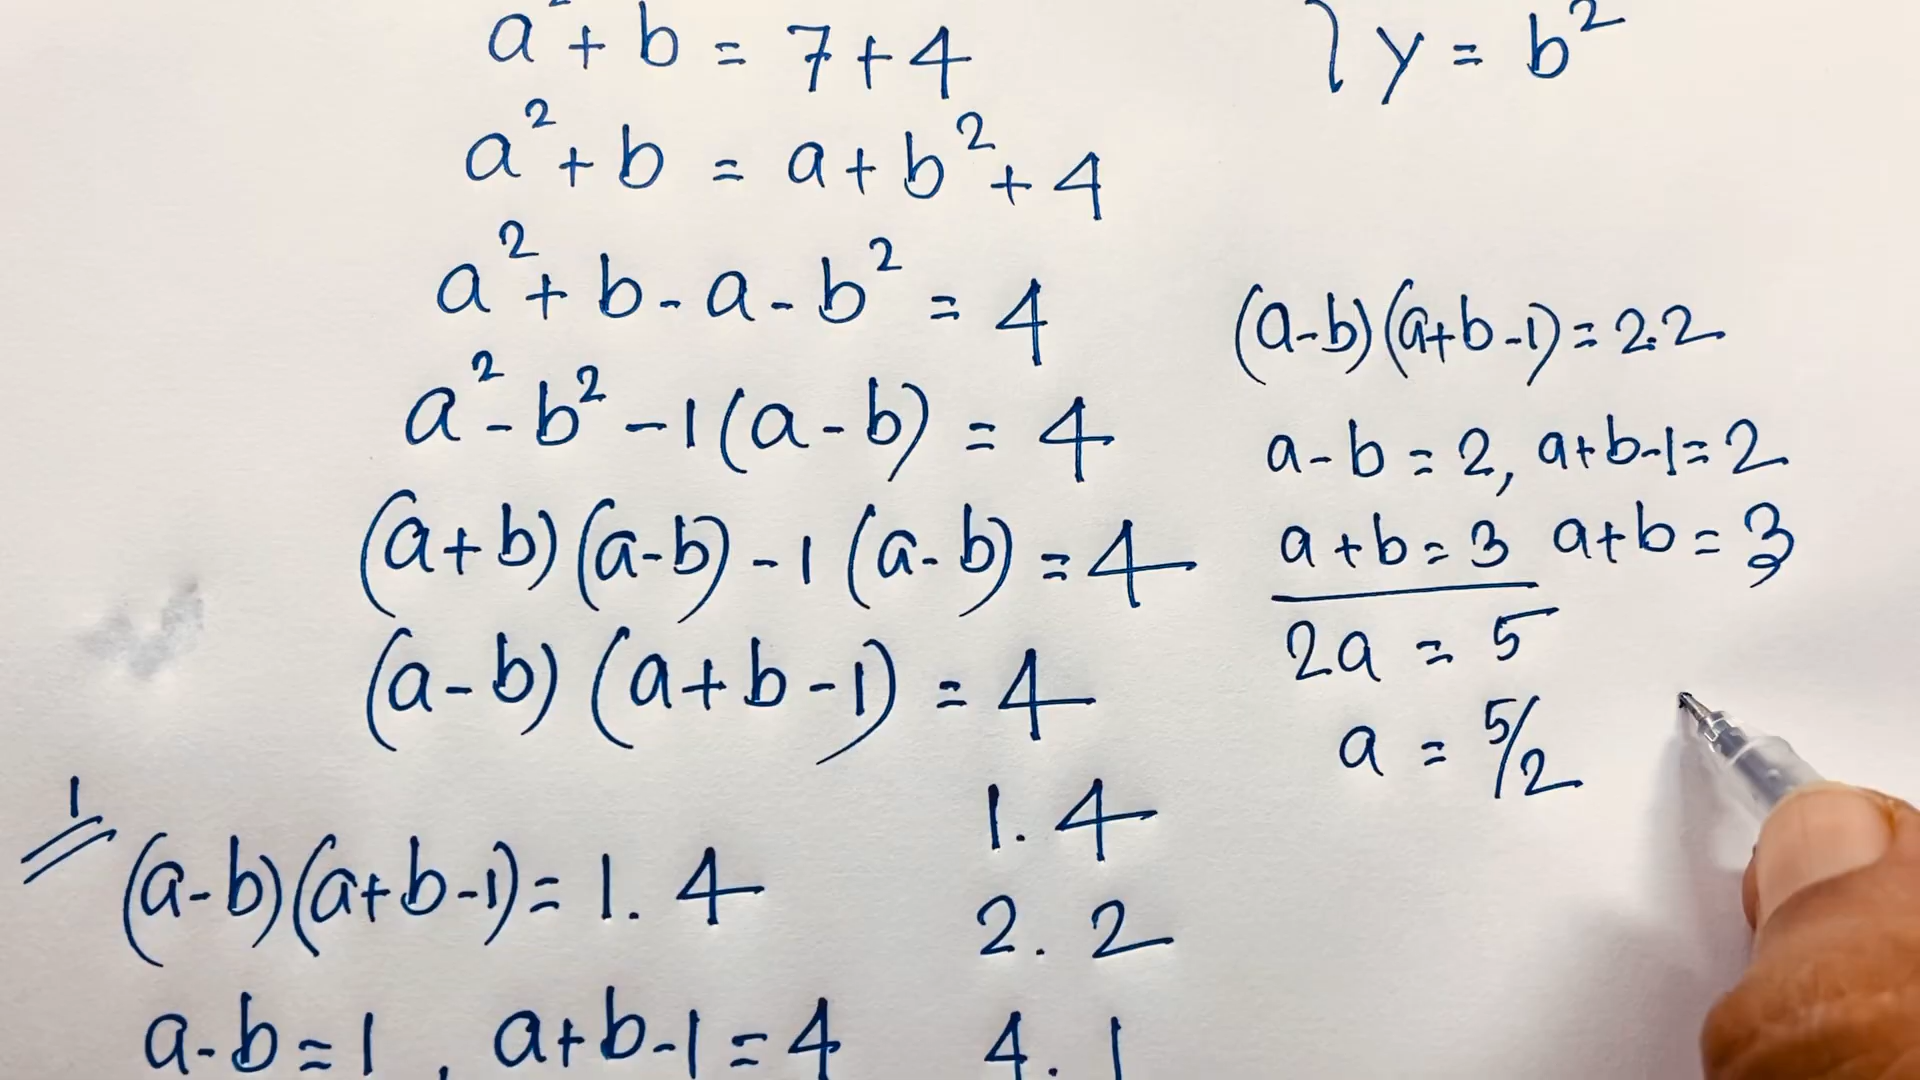 a² + b = 7 + 4
a² + b = a + b² + 4
a² + b - a - b² = 4
a² - b² - 1(a - b) = 4
(a + b)(a - b) - 1(a - b) = 4
(a - b)(a + b - 1) = 4
1
(a - b)(a + b - 1) = 1 . 4
a - b = 1 , a + b - 1 = 4
1 . 4
2 . 2
4 . 1
y = b²
(a - b)(a + b - 1) = 2.2
a - b = 2, a + b - 1 = 2
a + b = 3 a + b = 3
2a = 5
a = 5/2